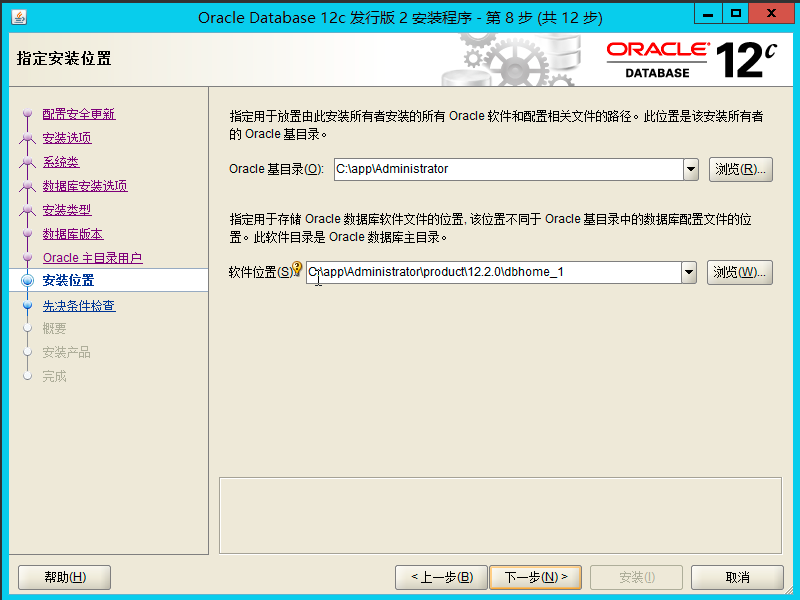 Oracle Database 12c 发行版 2 安装程序 - 第 8 步 (共 12 步)
指定安装位置
ORACLE
DATABASE
12c
配置安全更新
安装选项
系统类
数据库安装选项
安装类型
数据库版本
Oracle 主目录用户
安装位置
先决条件检查
概要
安装产品
完成
指定用于放置由此安装所有者安装的所有 Oracle 软件和配置相关文件的路径。此位置是该安装所有者
的 Oracle 基目录。
Oracle 基目录(O): C:\app\Administrator 浏览(R)...
指定用于存储 Oracle 数据库软件文件的位置, 该位置不同于 Oracle 基目录中的数据库配置文件的位
置。此软件目录是 Oracle 数据库主目录。
软件位置(S): C:\app\Administrator\product\12.2.0\dbhome_1 浏览(W)...
帮助(H) < 上一步(B) 下一步(N) > 安装(I) 取消